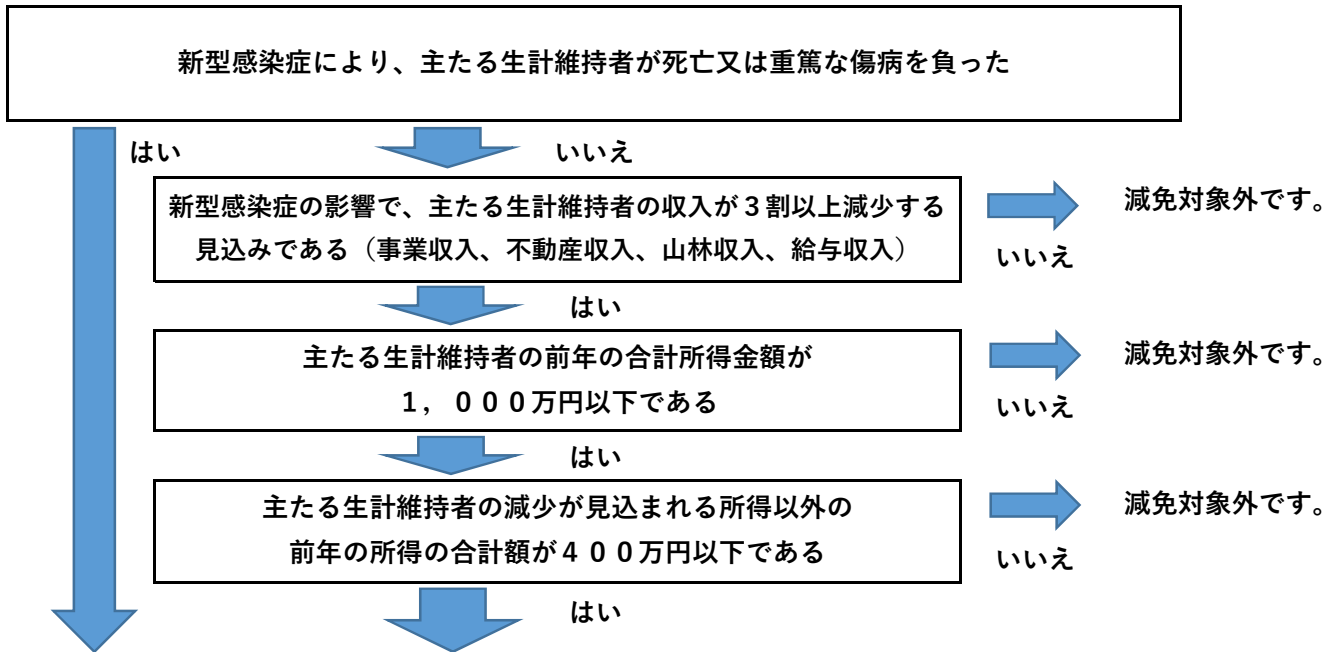 新型感染症により、主たる生計維持者が死亡又は重篤な傷病を負った
はい
いいえ
新型感染症の影響で、主たる生計維持者の収入が３割以上減少する
見込みである（事業収入、不動産収入、山林収入、給与収入）
減免対象外です。
いいえ
はい
主たる生計維持者の前年の合計所得金額が
１，０００万円以下である
減免対象外です。
いいえ
はい
主たる生計維持者の減少が見込まれる所得以外の
前年の所得の合計額が４００万円以下である
減免対象外です。
いいえ
はい